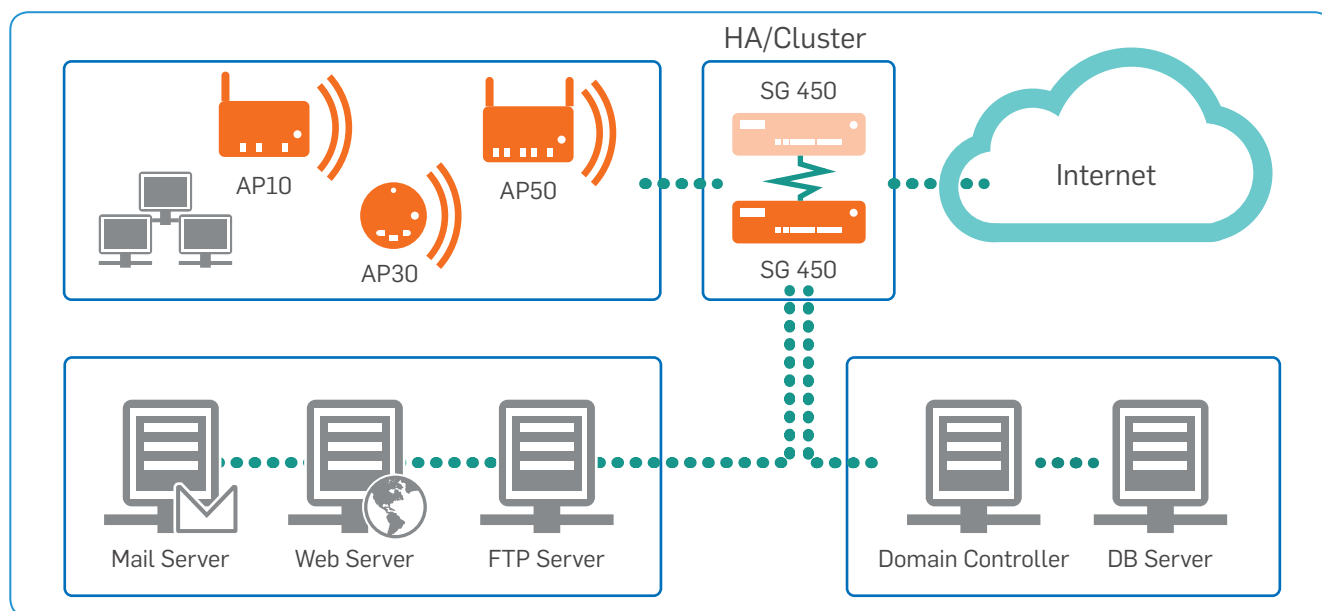 HA/Cluster
SG 450
AP10
AP50
AP30
SG 450
Internet
Mail Server
Web Server
FTP Server
Domain Controller
DB Server